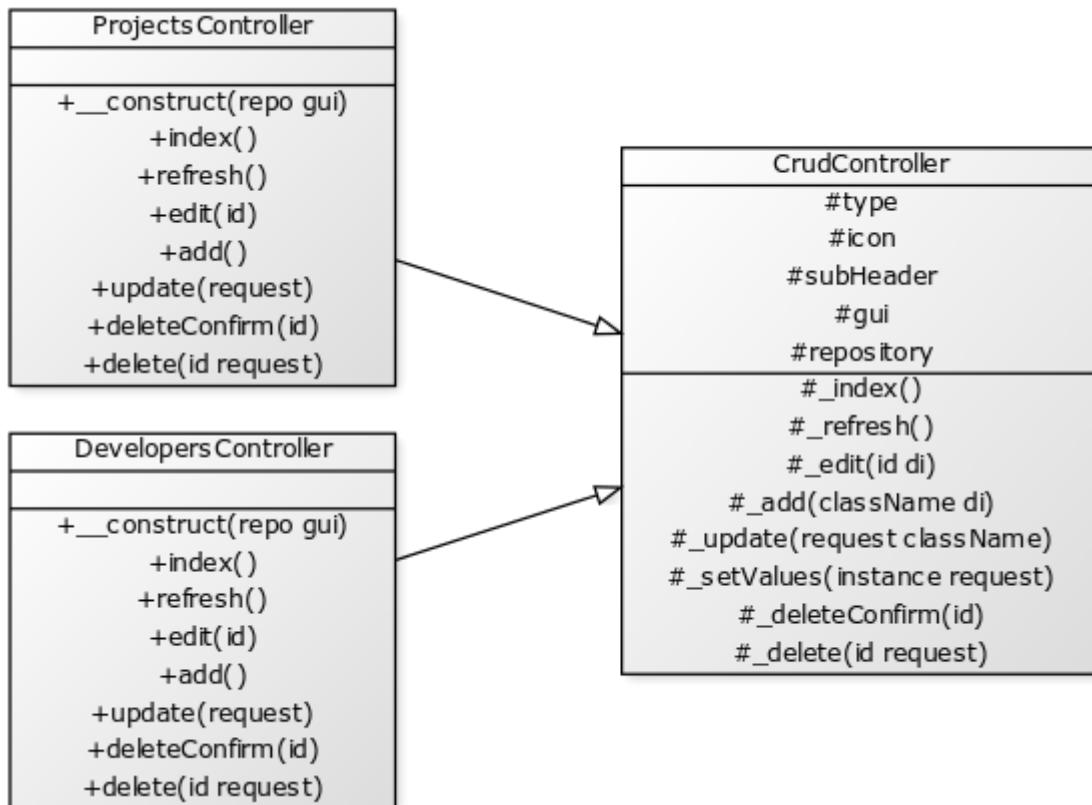 ProjectsController
+__construct(repo gui)
+index()
+refresh()
+edit(id)
+add()
+update(request)
+deleteConfirm(id)
+delete(id request)
DevelopersController
+__construct(repo gui)
+index()
+refresh()
+edit(id)
+add()
+update(request)
+deleteConfirm(id)
+delete(id request)
CrudController
#type
#icon
#subHeader
#gui
#repository
#_index()
#_refresh()
#_edit(id di)
#_add(className di)
#_update(request className)
#_setValues(instance request)
#_deleteConfirm(id)
#_delete(id request)